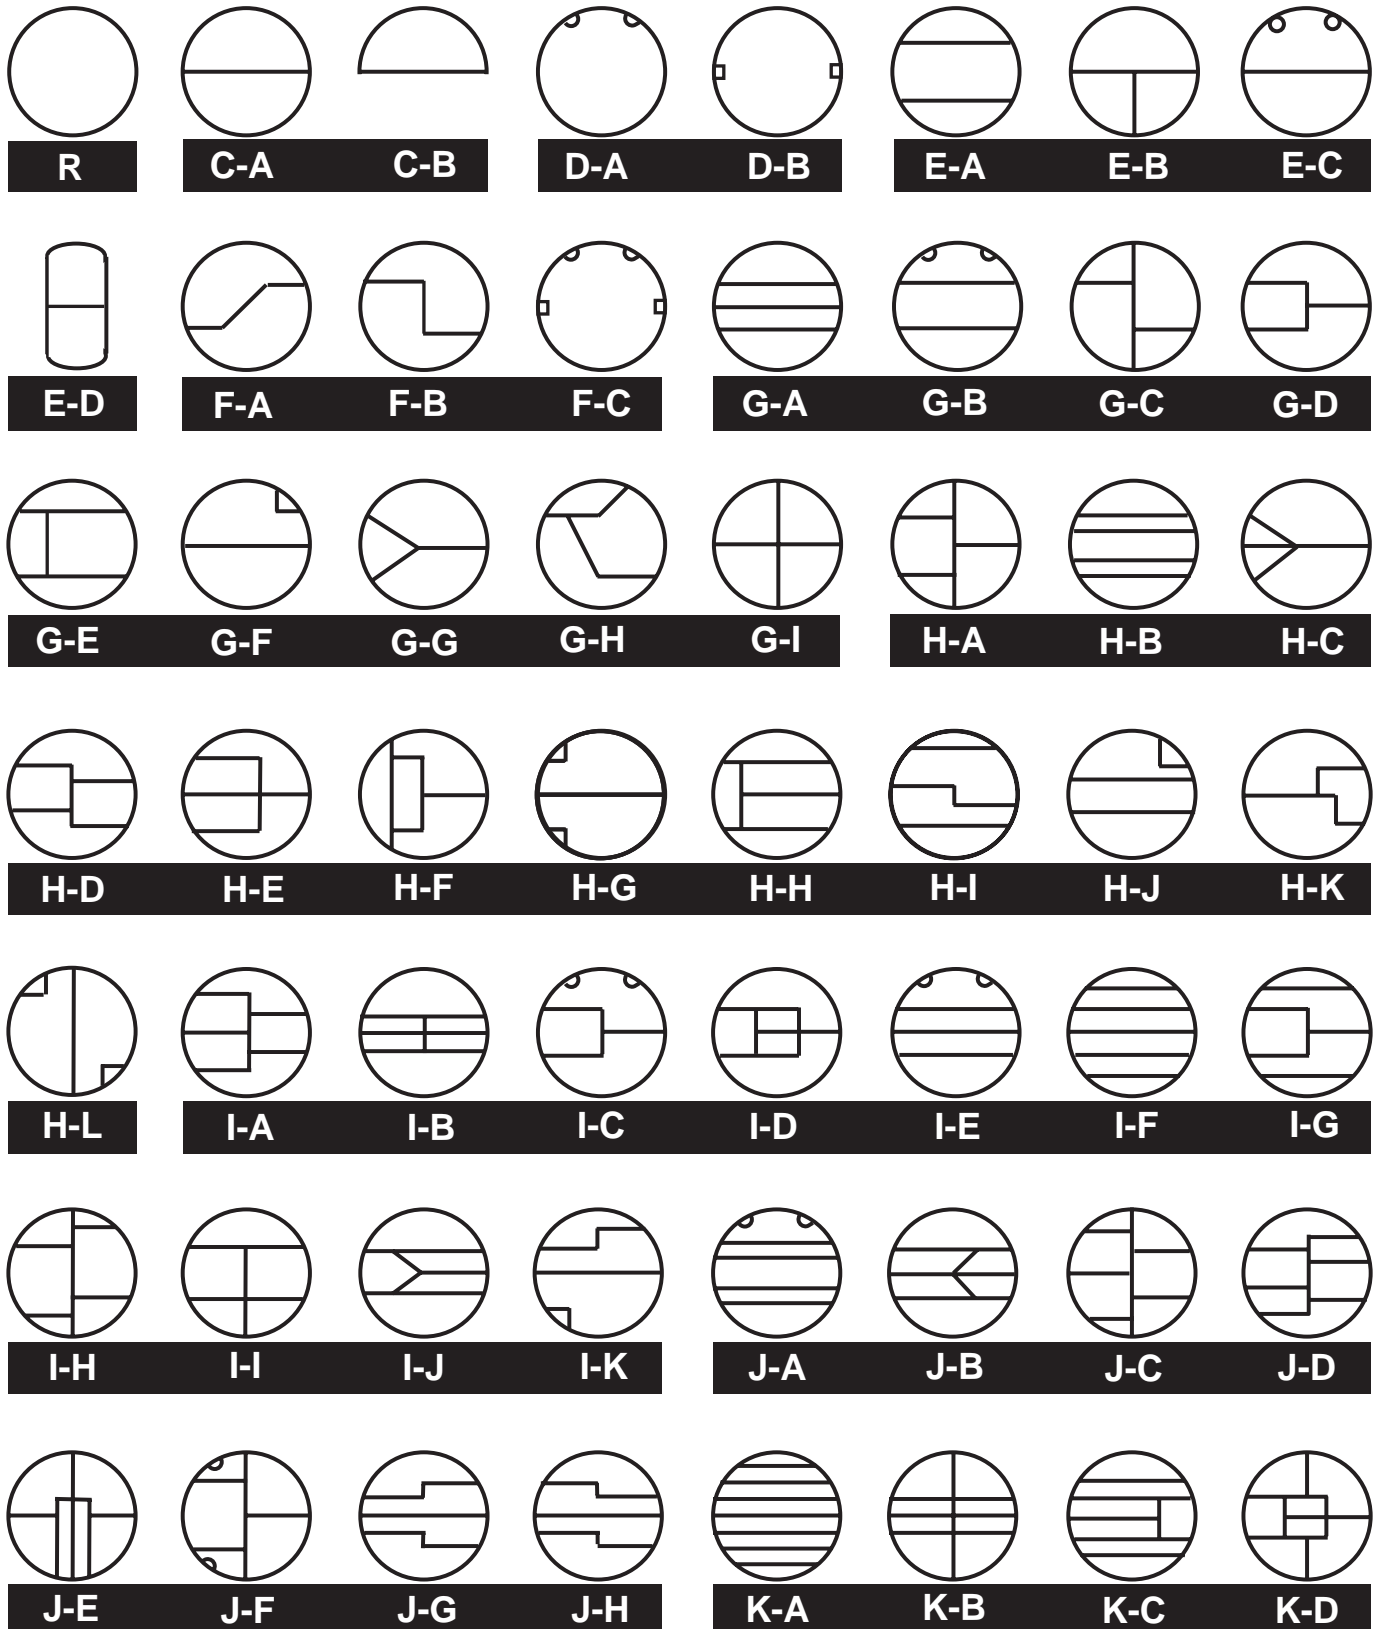 R C-A C-B D-A D-B E-A E-B E-C
E-D F-A F-B F-C G-A G-B G-C G-D
G-E G-F G-G G-H G-I H-A H-B H-C
H-D H-E H-F H-G H-H H-I H-J H-K
H-L I-A I-B I-C I-D I-E I-F I-G
I-H I-I I-J I-K J-A J-B J-C J-D
J-E J-F J-G J-H K-A K-B K-C K-D